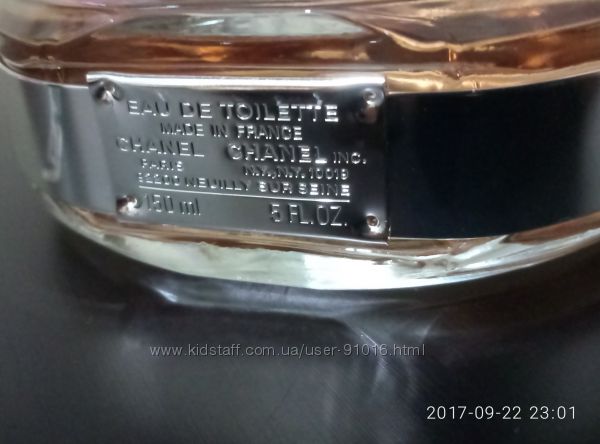 EAU DE TOILETTE
MADE IN FRANCE
CHANEL CHANEL INC.
PARIS N.Y., N.Y. 10019
92200 NEUILLY SUR SEINE
150 ml 5 FL.OZ.
www.kidstaff.com.ua/user-91016.html
2017-09-22 23:01